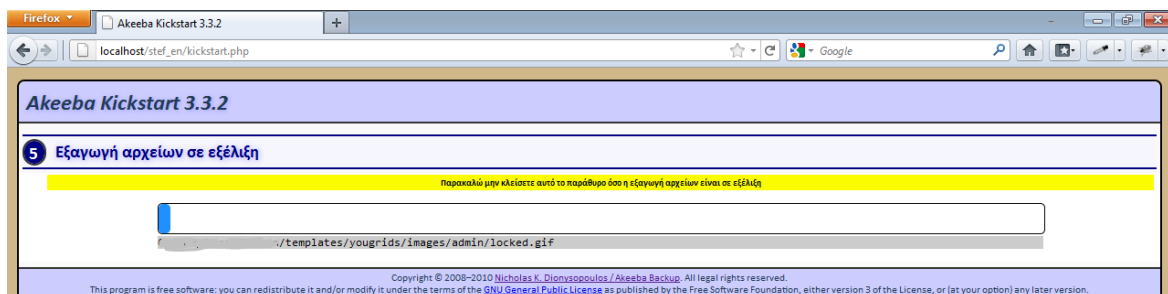 Firefox
Akeeba Kickstart 3.3.2
localhost/stef_en/kickstart.php
Google
Akeeba Kickstart 3.3.2
5 Εξαγωγή αρχείων σε εξέλιξη
Παρακαλώ μην κλείσετε αυτό το παράθυρο όσο η εξαγωγή αρχείων είναι σε εξέλιξη
/templates/yougrids/images/admin/locked.gif
Copyright © 2008–2010 Nicholas K. Dionysopoulos / Akeeba Backup. All legal rights reserved.
This program is free software: you can redistribute it and/or modify it under the terms of the GNU General Public License as published by the Free Software Foundation, either version 3 of the License, or (at your option) any later version.